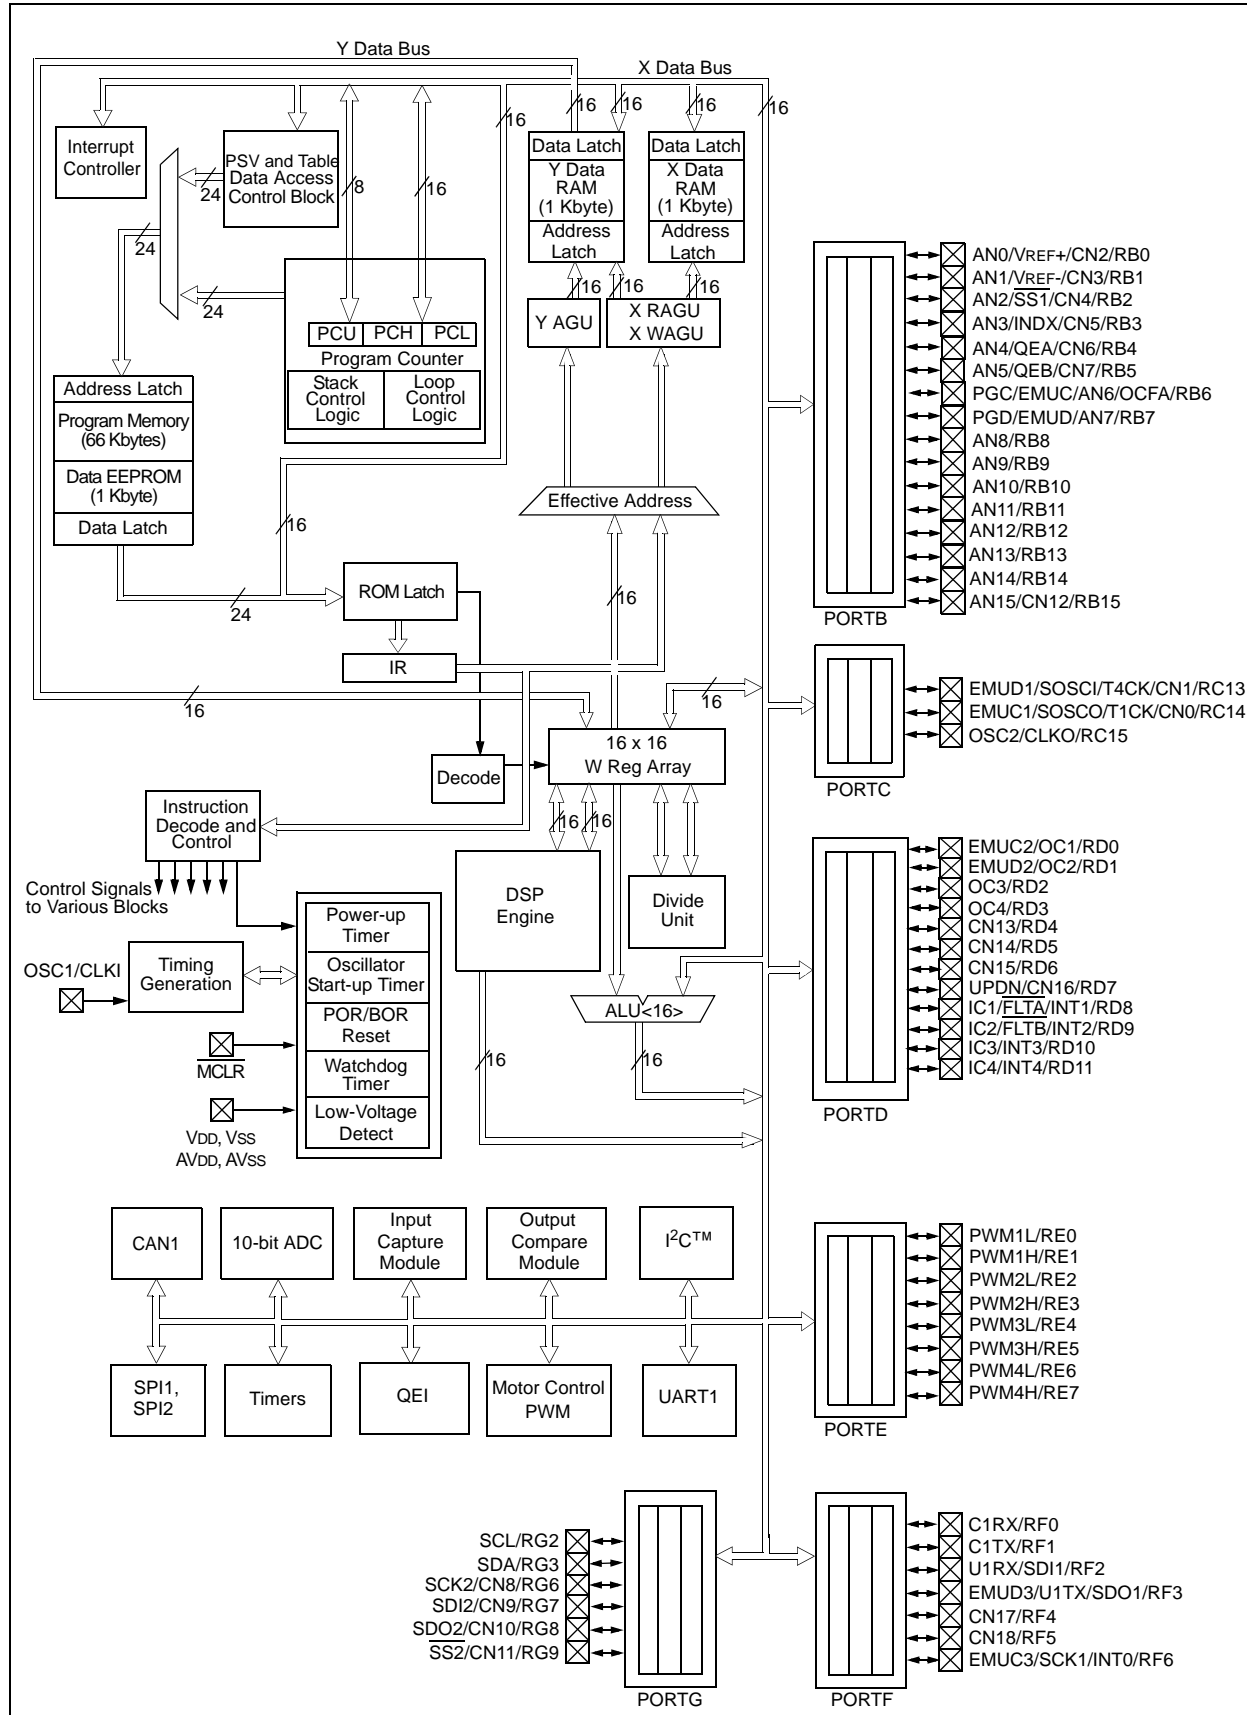 Y Data Bus
X Data Bus
16
16
16
16
16
Interrupt
Controller
PSV and Table
Data Access
Control Block
24
24
24
8
16
Data Latch
Y Data
RAM
(1 Kbyte)
Address
Latch
Data Latch
X Data
RAM
(1 Kbyte)
Address
Latch
16
16
16
Y AGU
X RAGU
X WAGU
PCU
PCH
PCL
Program Counter
Stack
Control
Logic
Loop
Control
Logic
Address Latch
Program Memory
(66 Kbytes)
Data EEPROM
(1 Kbyte)
Data Latch
Effective Address
16
24
ROM Latch
16
IR
16
16
16 x 16
W Reg Array
Decode
Instruction
Decode and
Control
16
16
Control Signals
to Various Blocks
DSP
Engine
Divide
Unit
Power-up
Timer
Oscillator
Start-up Timer
POR/BOR
Reset
Watchdog
Timer
Low-Voltage
Detect
OSC1/CLKI
Timing
Generation
MCLR
VDD, VSS
AVDD, AVSS
ALU<16>
16
16
CAN1
10-bit ADC
Input
Capture
Module
Output
Compare
Module
I²C™
SPI1,
SPI2
Timers
QEI
Motor Control
PWM
UART1
AN0/VREF+/CN2/RB0
AN1/VREF-/CN3/RB1
AN2/SS1/CN4/RB2
AN3/INDX/CN5/RB3
AN4/QEA/CN6/RB4
AN5/QEB/CN7/RB5
PGC/EMUC/AN6/OCFA/RB6
PGD/EMUD/AN7/RB7
AN8/RB8
AN9/RB9
AN10/RB10
AN11/RB11
AN12/RB12
AN13/RB13
AN14/RB14
AN15/CN12/RB15
PORTB
EMUD1/SOSCI/T4CK/CN1/RC13
EMUC1/SOSCO/T1CK/CN0/RC14
OSC2/CLKO/RC15
PORTC
EMUC2/OC1/RD0
EMUD2/OC2/RD1
OC3/RD2
OC4/RD3
CN13/RD4
CN14/RD5
CN15/RD6
UPDN/CN16/RD7
IC1/FLTA/INT1/RD8
IC2/FLTB/INT2/RD9
IC3/INT3/RD10
IC4/INT4/RD11
PORTD
PWM1L/RE0
PWM1H/RE1
PWM2L/RE2
PWM2H/RE3
PWM3L/RE4
PWM3H/RE5
PWM4L/RE6
PWM4H/RE7
PORTE
SCL/RG2
SDA/RG3
SCK2/CN8/RG6
SDI2/CN9/RG7
SDO2/CN10/RG8
SS2/CN11/RG9
PORTG
C1RX/RF0
C1TX/RF1
U1RX/SDI1/RF2
EMUD3/U1TX/SDO1/RF3
CN17/RF4
CN18/RF5
EMUC3/SCK1/INT0/RF6
PORTF